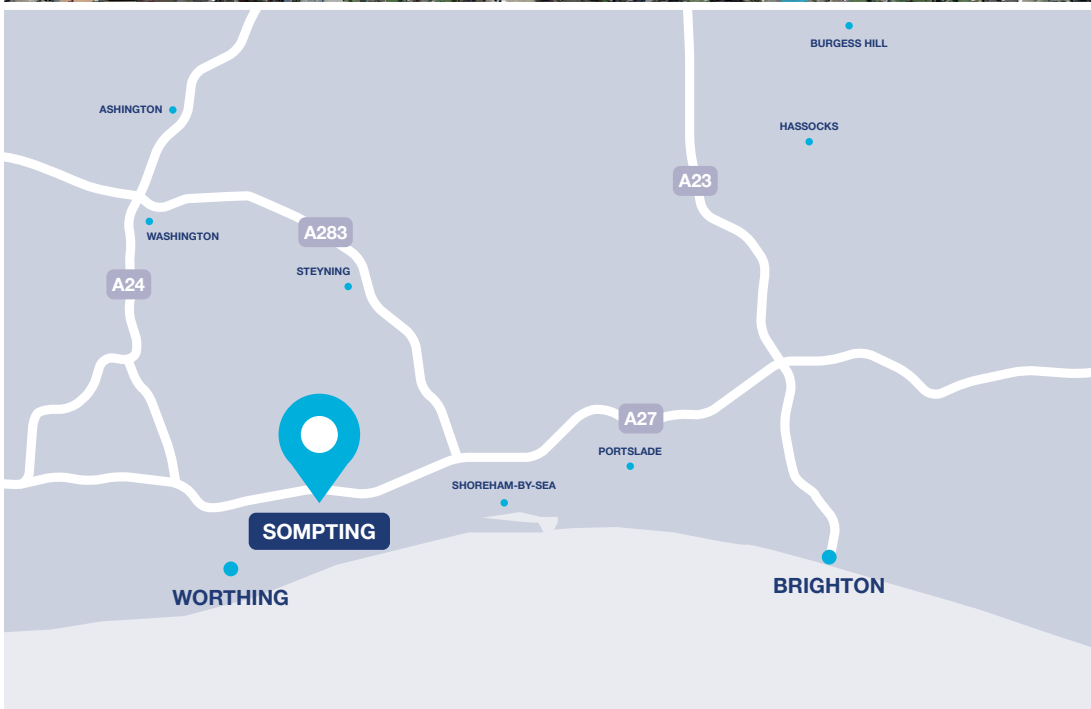 BURGESS HILL
ASHINGTON
HASSOCKS
A23
A283
WASHINGTON
STEYNING
A24
A27
PORTSLADE
SHOREHAM-BY-SEA
SOMPTING
BRIGHTON
WORTHING